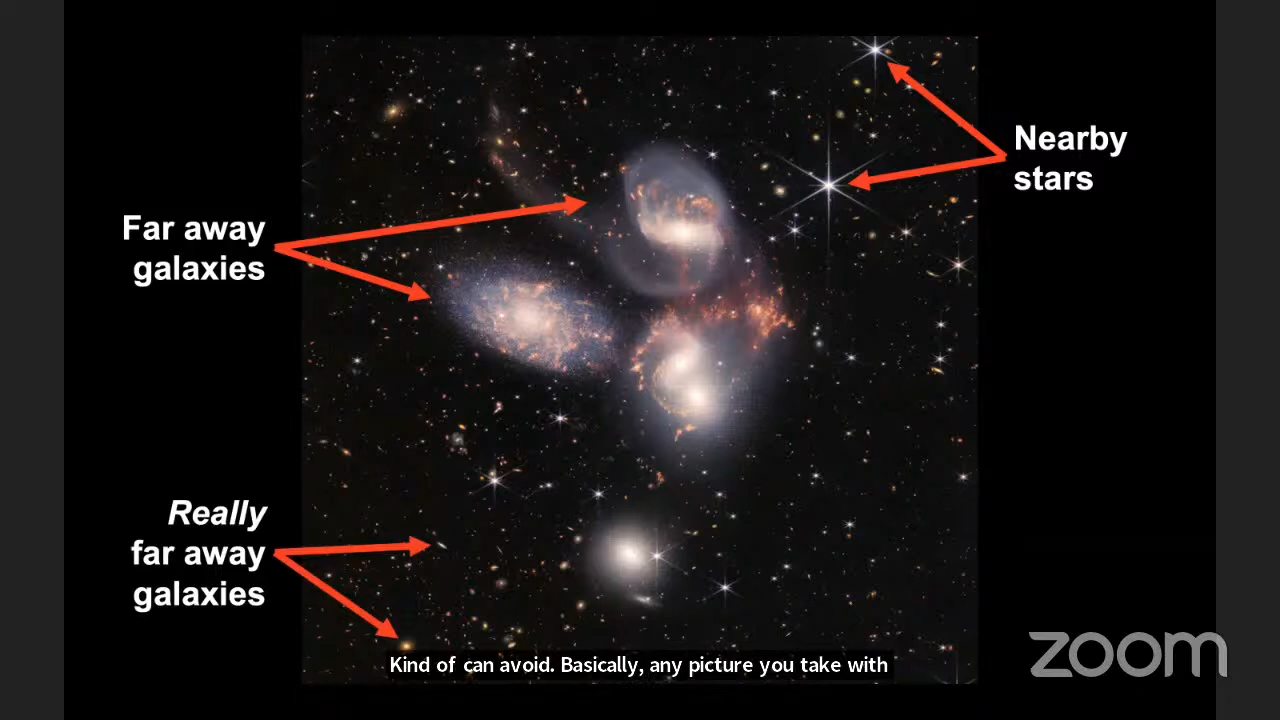 Nearby
stars
Far away
galaxies
Really
far away
galaxies
Kind of can avoid. Basically, any picture you take with
zoom